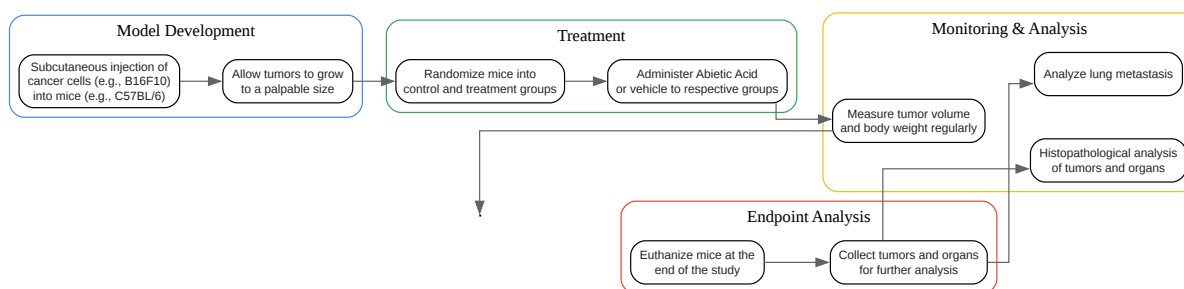 Model Development
Subcutaneous injection of
cancer cells (e.g., B16F10)
into mice (e.g., C57BL/6)
Allow tumors to grow
to a palpable size
Treatment
Randomize mice into
control and treatment groups
Administer Abietic Acid
or vehicle to respective groups
Monitoring & Analysis
Measure tumor volume
and body weight regularly
Analyze lung metastasis
Histopathological analysis
of tumors and organs
Endpoint Analysis
Euthanize mice at the
end of the study
Collect tumors and organs
for further analysis